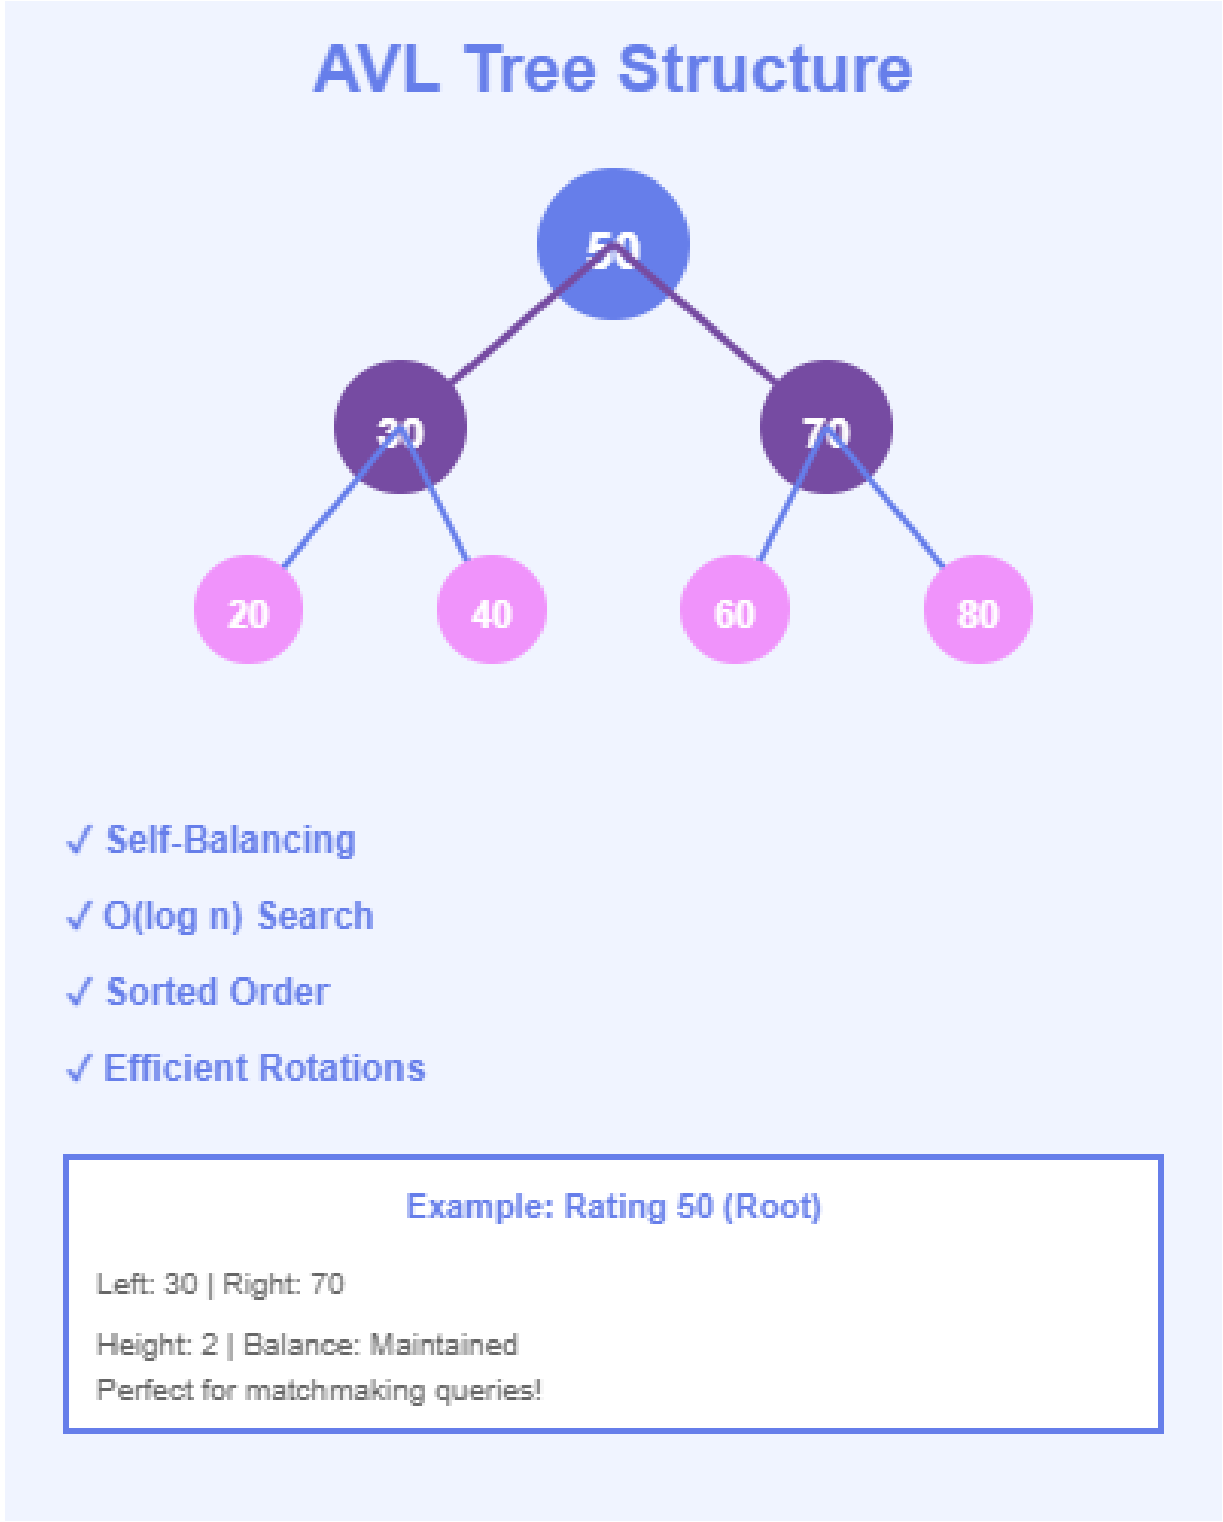 AVL Tree Structure
50
30 70
20 40 60 80
✓ Self-Balancing
✓ O(log n) Search
✓ Sorted Order
✓ Efficient Rotations
Example: Rating 50 (Root)
Left: 30 | Right: 70
Height: 2 | Balance: Maintained
Perfect for matchmaking queries!